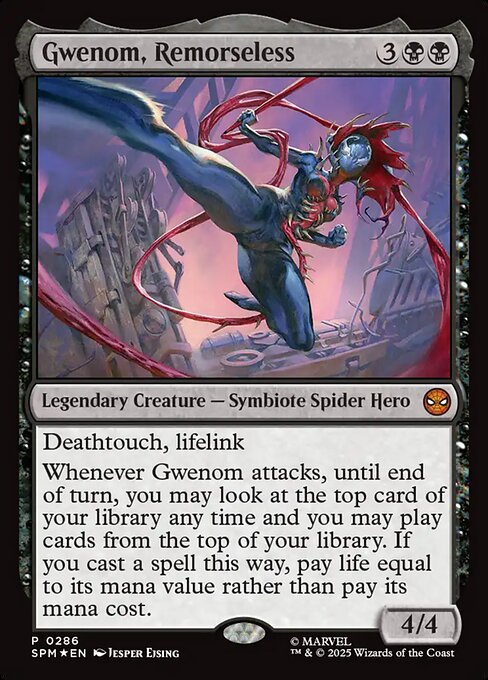 Gwenom, Remorseless 3
Legendary Creature — Symbiote Spider Hero
Deathtouch, lifelink
Whenever Gwenom attacks, until end
of turn, you may look at the top card of
your library any time and you may play
cards from the top of your library. If
you cast a spell this way, pay life equal
to its mana value rather than pay its
mana cost.
4/4
P 0286
SPM★EN Jesper Eising
© MARVEL
™ & © 2025 Wizards of the Coast